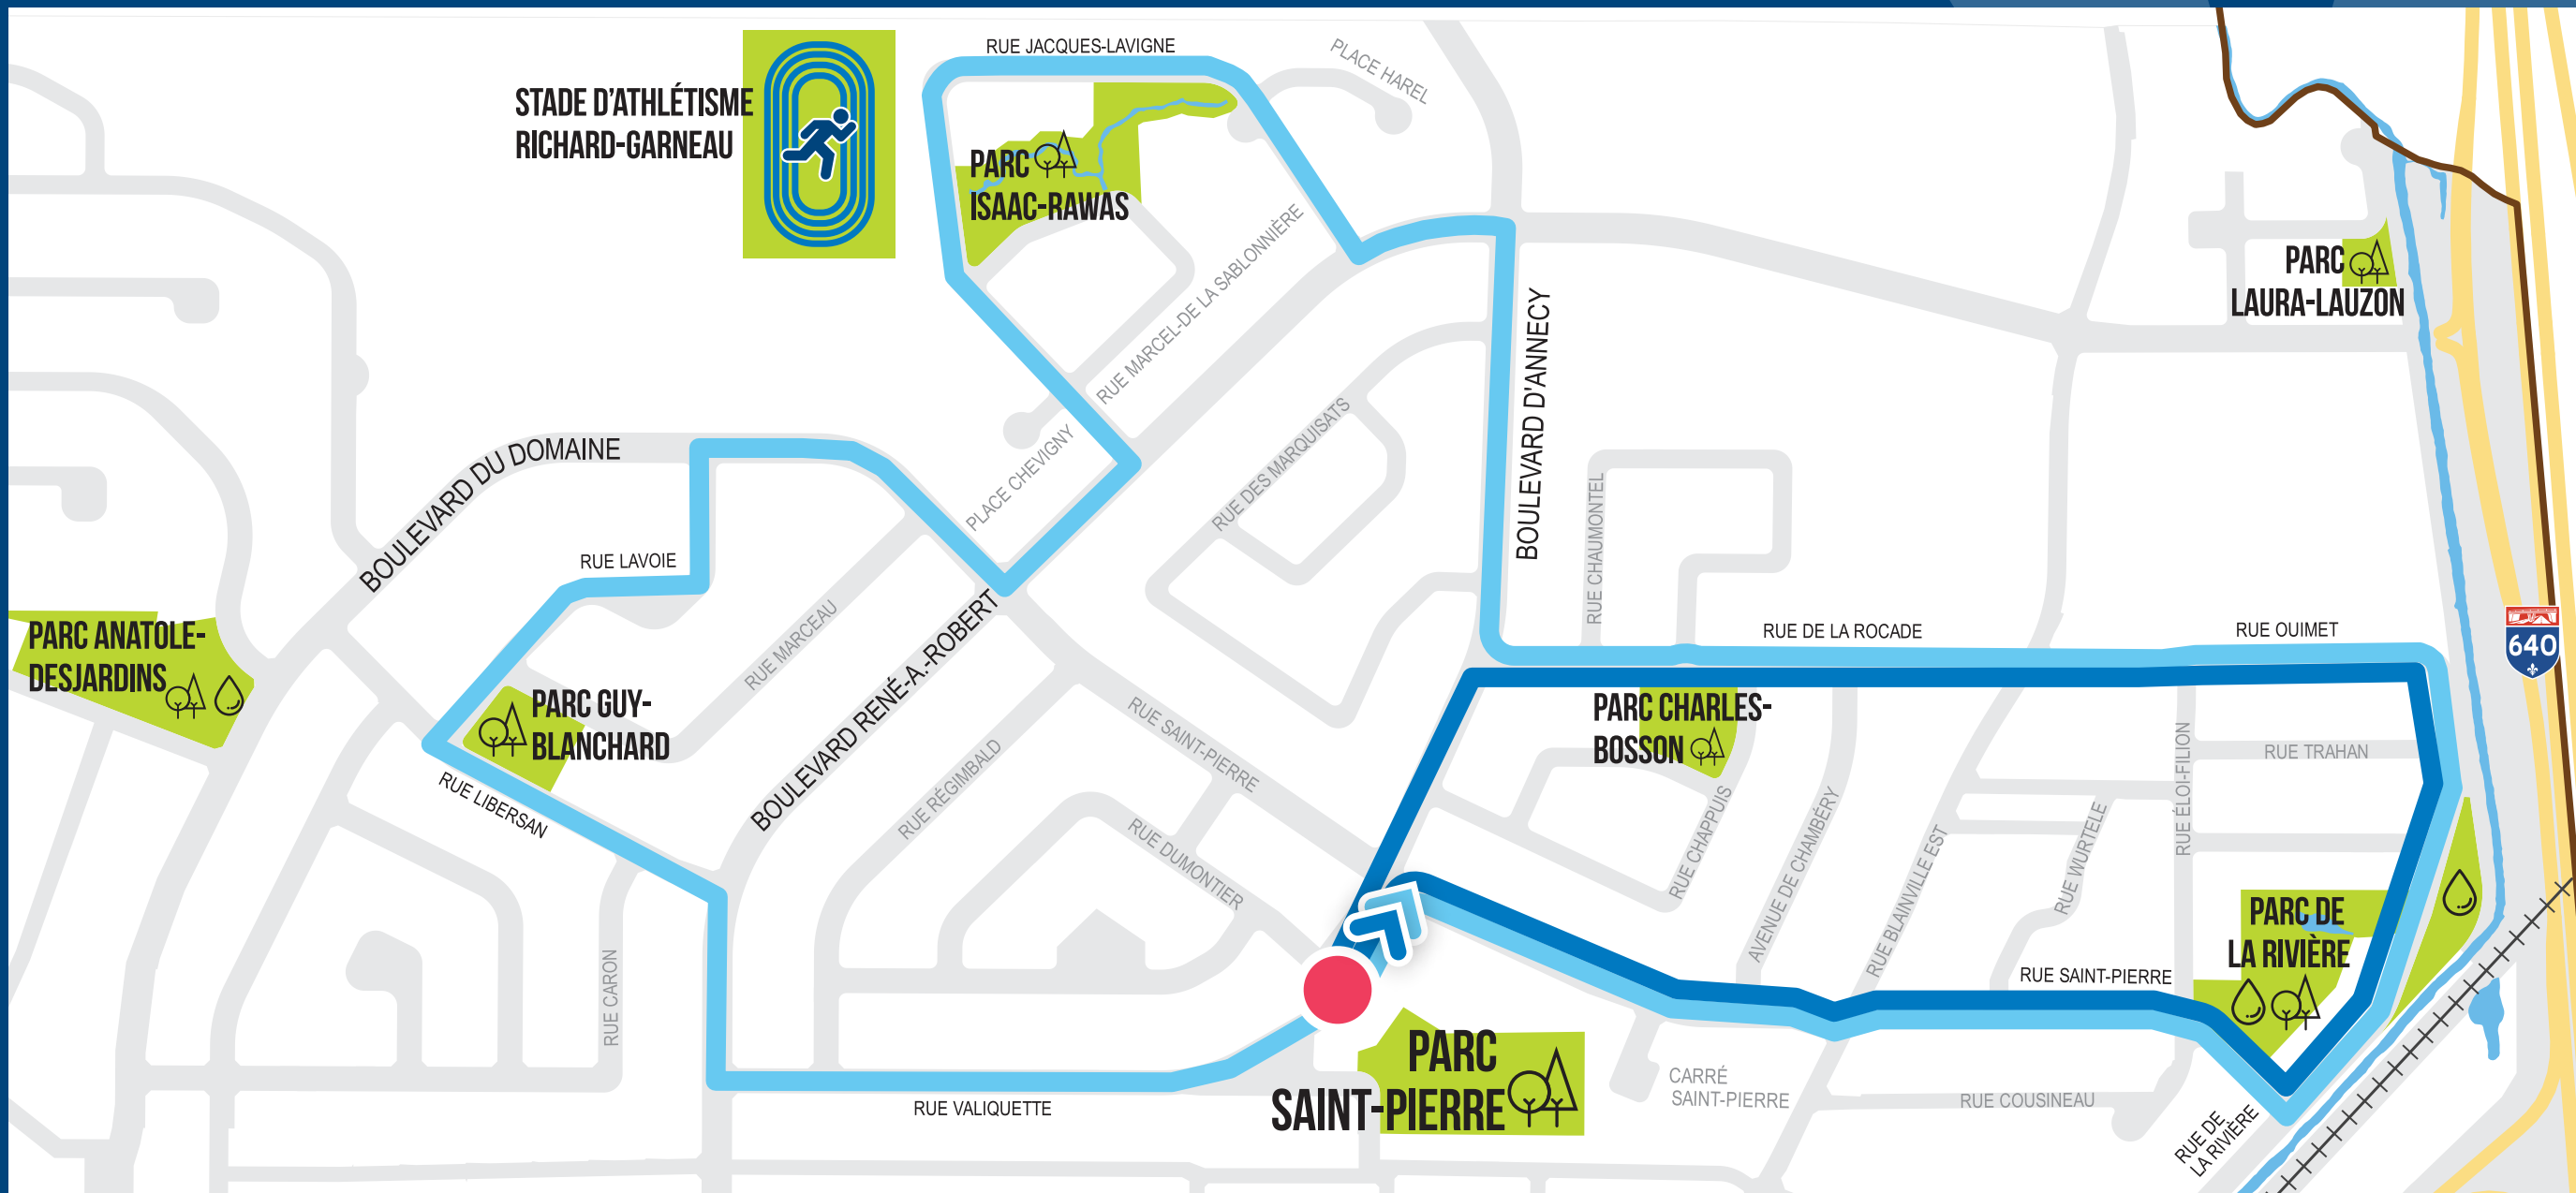 RUE JACQUES-LAVIGNE
PLACE HAREL
STADE D'ATHLÉTISME
RICHARD-GARNEAU
PARC
ISAAC-RAWAS
RUE MARCEL-DE LA SABLONNIÈRE
PARC
LAURA-LAUZON
BOULEVARD D'ANNECY
BOULEVARD DU DOMAINE
PLACE CHEVIGNY
RUE DES MARQUISATS
RUE CHAUMONTEL
RUE LAVOIE
RUE MARCEAU
BOULEVARD RENÉ-A.-ROBERT
RUE DE LA ROCADE
RUE OUIMET
640
PARC ANATOLE-
DESJARDINS
PARC GUY-
BLANCHARD
RUE LIBERSAN
RUE RÉGIMBALD
RUE SAINT-PIERRE
RUE DUMONTIER
PARC CHARLES-
BOSSON
RUE CHAPPUIS
AVENUE DE CHAMBÉRY
RUE BLAINVILLE EST
RUE WURTELE
RUE ÉLOI-FILION
RUE TRAHAN
RUE CARON
PARC DE
LA RIVIÈRE
RUE SAINT-PIERRE
PARC
SAINT-PIERRE
CARRÉ
SAINT-PIERRE
RUE COUSINEAU
RUE VALIQUETTE
RUE DE
LA RIVIÈRE